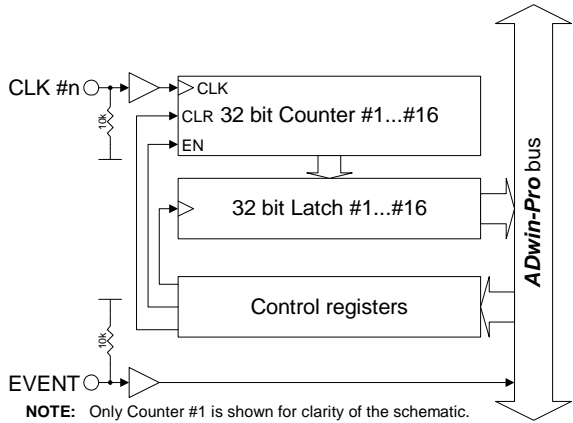 CLK #n
10k
CLK
CLR
EN
32 bit Counter #1...#16
32 bit Latch #1...#16
Control registers
ADwin-Pro bus
10k
EVENT
NOTE: Only Counter #1 is shown for clarity of the schematic.